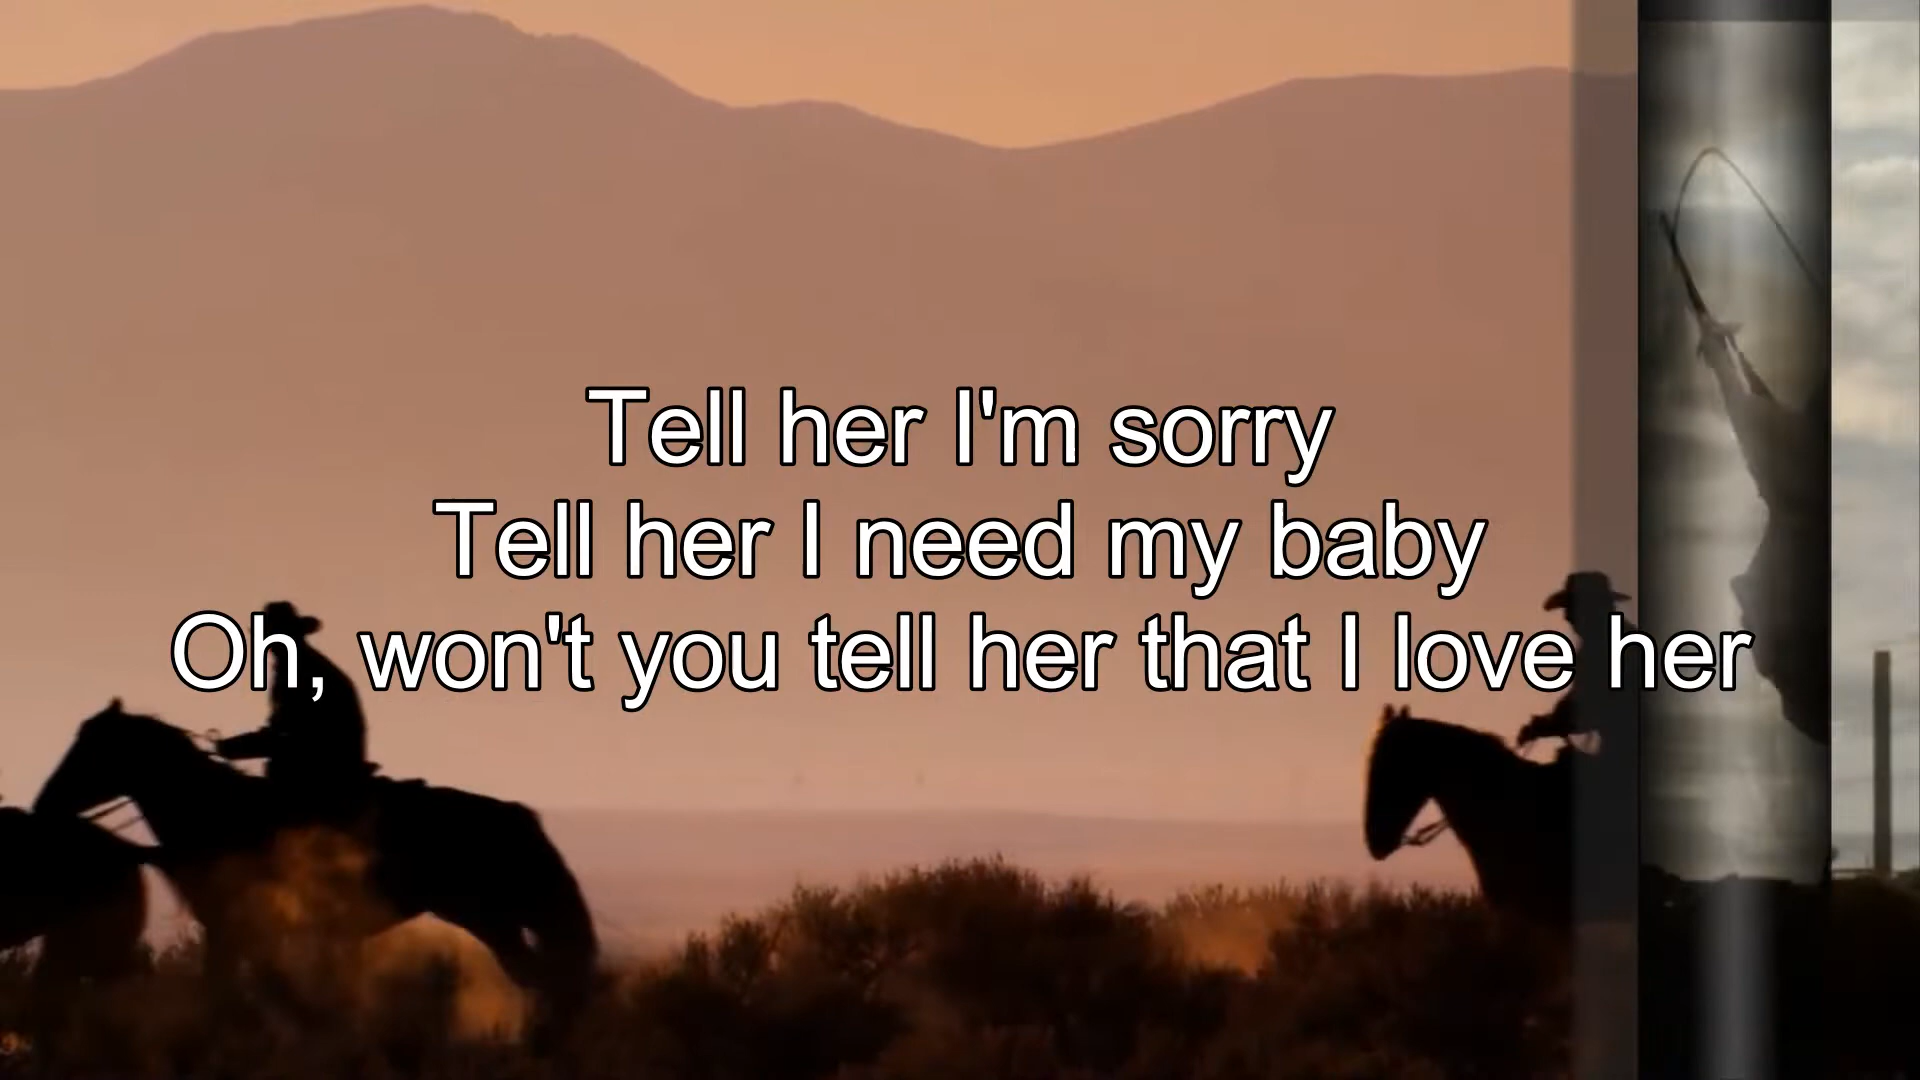 Tell her I'm sorry
Tell her I need my baby
Oh, won't you tell her that I love her